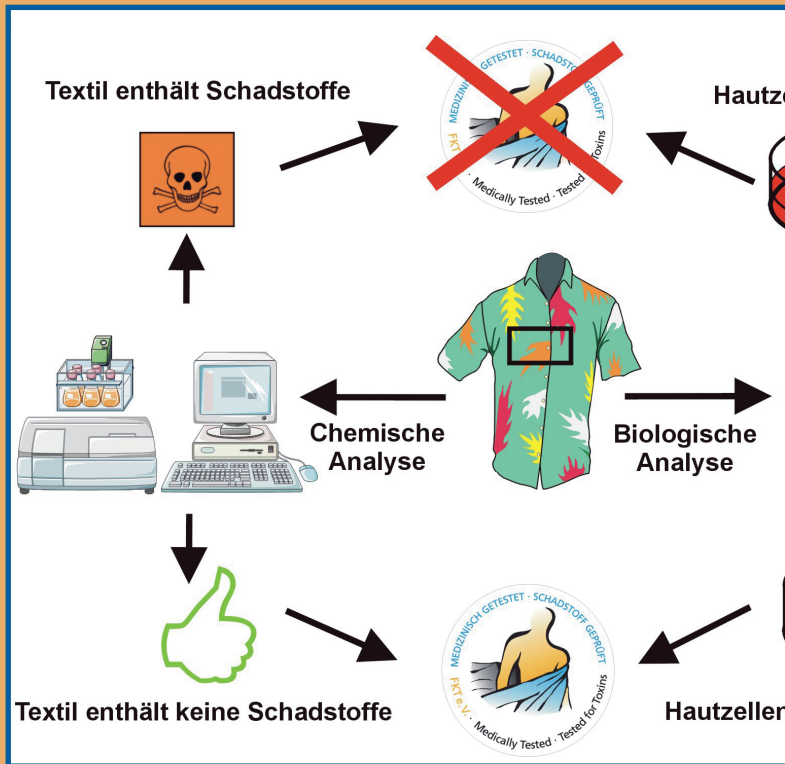 Textil enthält Schadstoffe
MEDIZINISCH GETESTET · SCHADSTOFF GEPRÜFT
FKT · Medically Tested · Tested Toxins
Chemische
Analyse
Biologische
Analyse
Textil enthält keine Schadstoffe
MEDIZINISCH GETESTET · SCHADSTOFF GEPRÜFT
FKT e.V. · Medically Tested · Tested for Toxins
Hautzellen